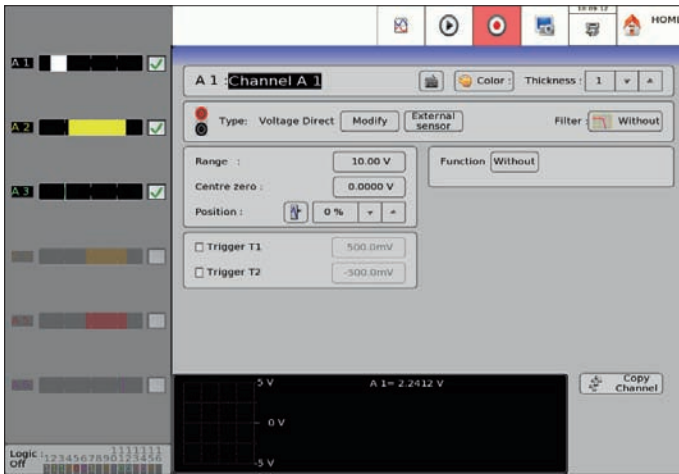 HOME
A 1
A 1 : Channel A 1
Color :
Thickness : 1
A 2
Type: Voltage Direct
Modify
External sensor
Filter :
Without
Range : 10.00 V
Function Without
Centre zero : 0.0000 V
A 3
Position : 0 %
Trigger T1 500.0mV
Trigger T2 -500.0mV
5 V
A 1= 2.2412 V
Copy Channel
0 V
-5 V
Logic : Off
1111111
1234567890123456